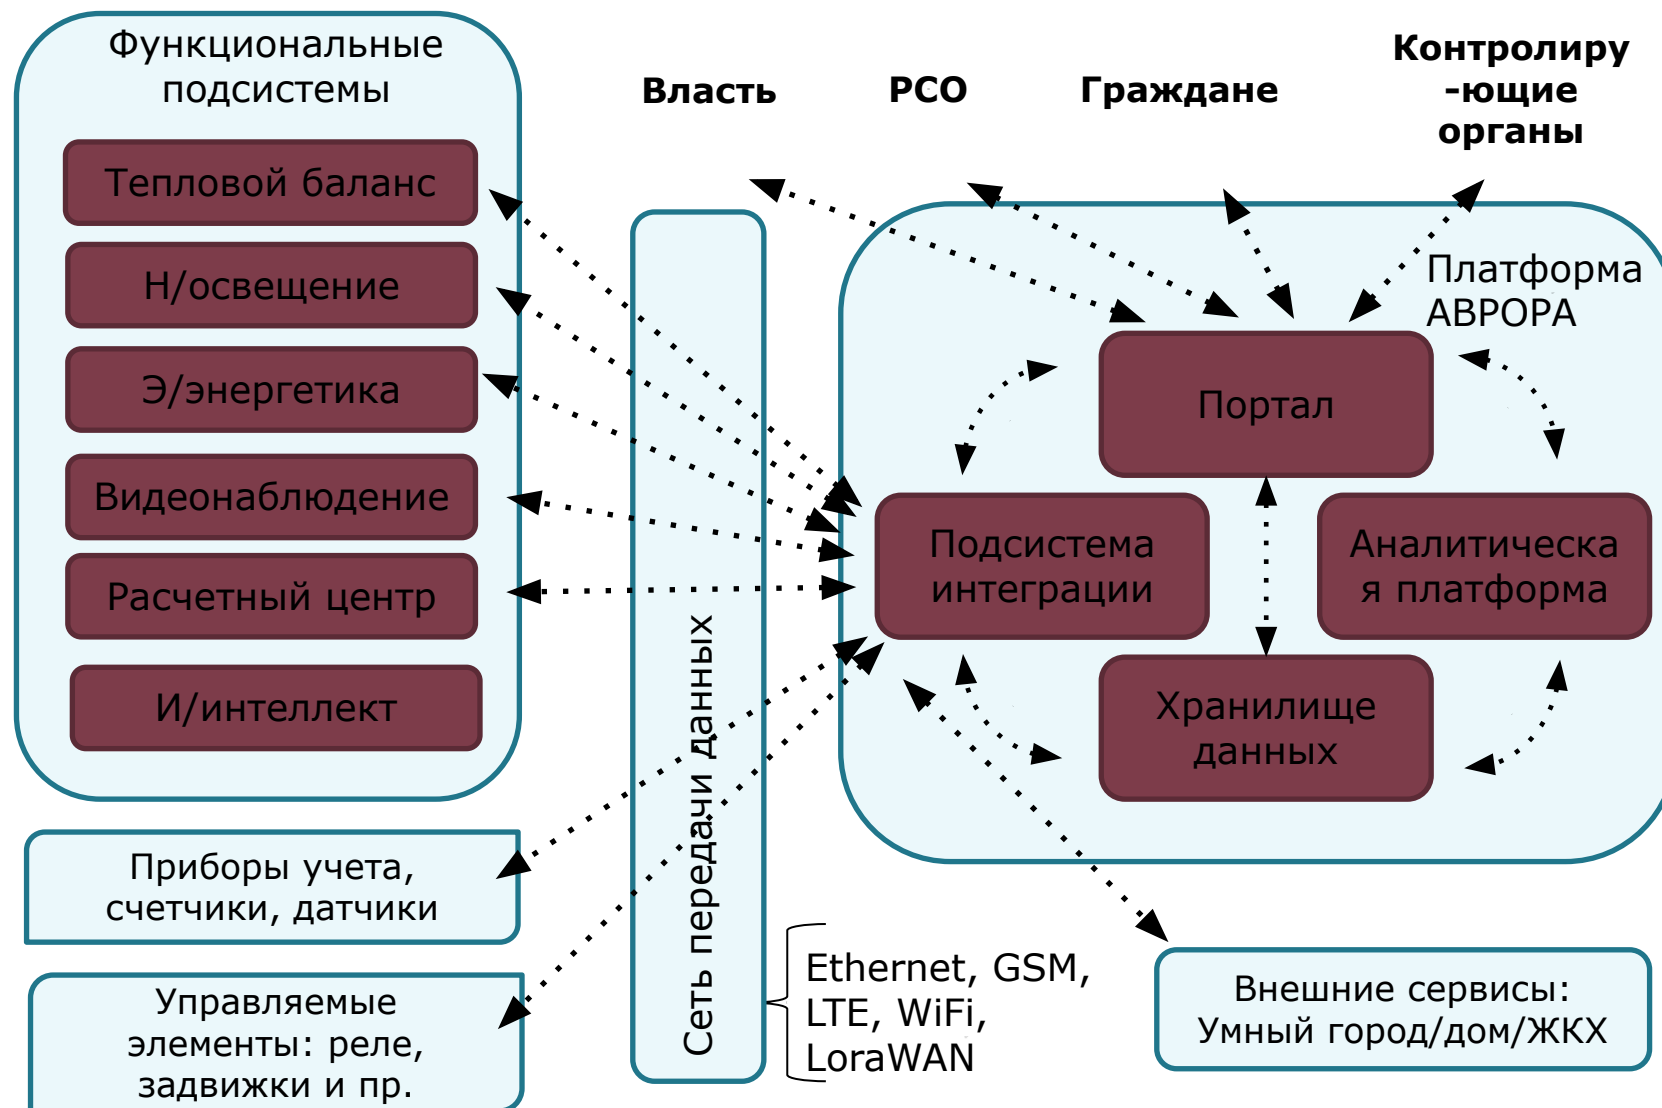 Функциональные
подсистемы
Тепловой баланс
Н/освещение
Э/энергетика
Видеонаблюдение
Расчетный центр
И/интеллект
Приборы учета,
счетчики, датчики
Управляемые
элементы: реле,
задвижки и пр.
Сеть передачи данных
Ethernet, GSM,
LTE, WiFi,
LoraWAN
Власть
РСО
Граждане
Контролиру
-ющие
органы
Платформа
АВРОРА
Портал
Подсистема
интеграции
Аналитическа
я платформа
Хранилище
данных
Внешние сервисы:
Умный город/дом/ЖКХ